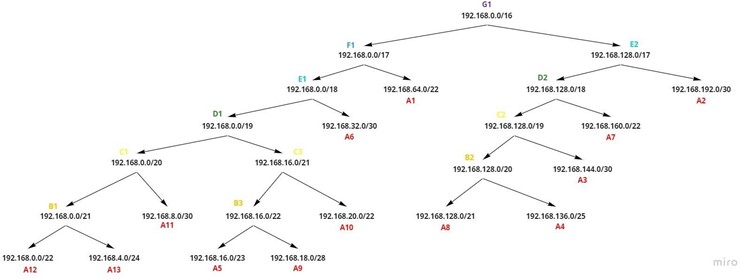 G1
192.168.0.0/16
F1
192.168.0.0/17
E2
192.168.128.0/17
E1
192.168.0.0/18
192.168.64.0/22
A1
D2
192.168.128.0/18
192.168.192.0/30
A2
D1
192.168.0.0/19
192.168.32.0/30
A6
C2
192.168.128.0/19
192.168.160.0/22
A7
C1
192.168.0.0/20
C3
192.168.16.0/21
B2
192.168.128.0/20
192.168.144.0/30
A3
B1
192.168.0.0/21
192.168.8.0/30
A11
B3
192.168.16.0/22
192.168.20.0/22
A10
192.168.128.0/21
A8
192.168.136.0/25
A4
192.168.0.0/22
A12
192.168.4.0/24
A13
192.168.16.0/23
A5
192.168.18.0/28
A9
miro